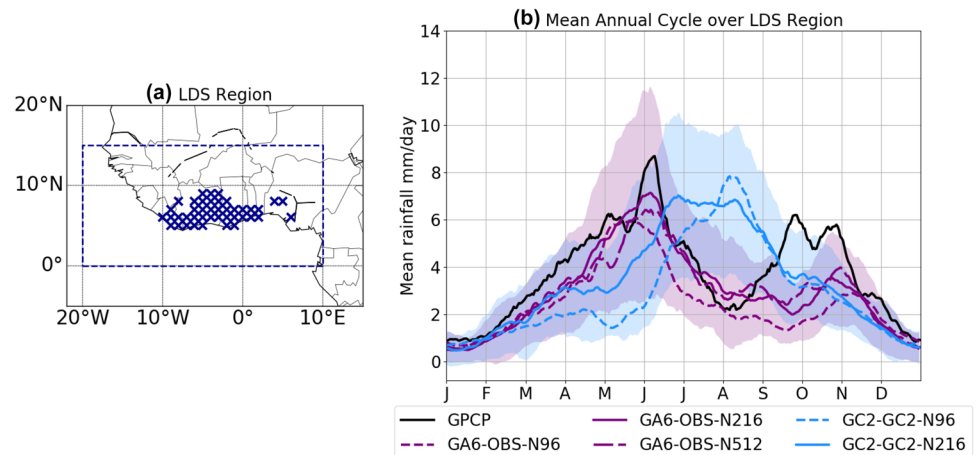 (a) LDS Region
20°N
10°N
0°
20°W 10°W 0°W 10°E
(b) Mean Annual Cycle over LDS Region
Mean rainfall mm/day
14
12
10
8
6
4
2
0
J F M A M J J A S O N D
GPCP GA6-OBS-N216 GC2-GC2-N96
GA6-OBS-N96 GA6-OBS-N512 GC2-GC2-N216